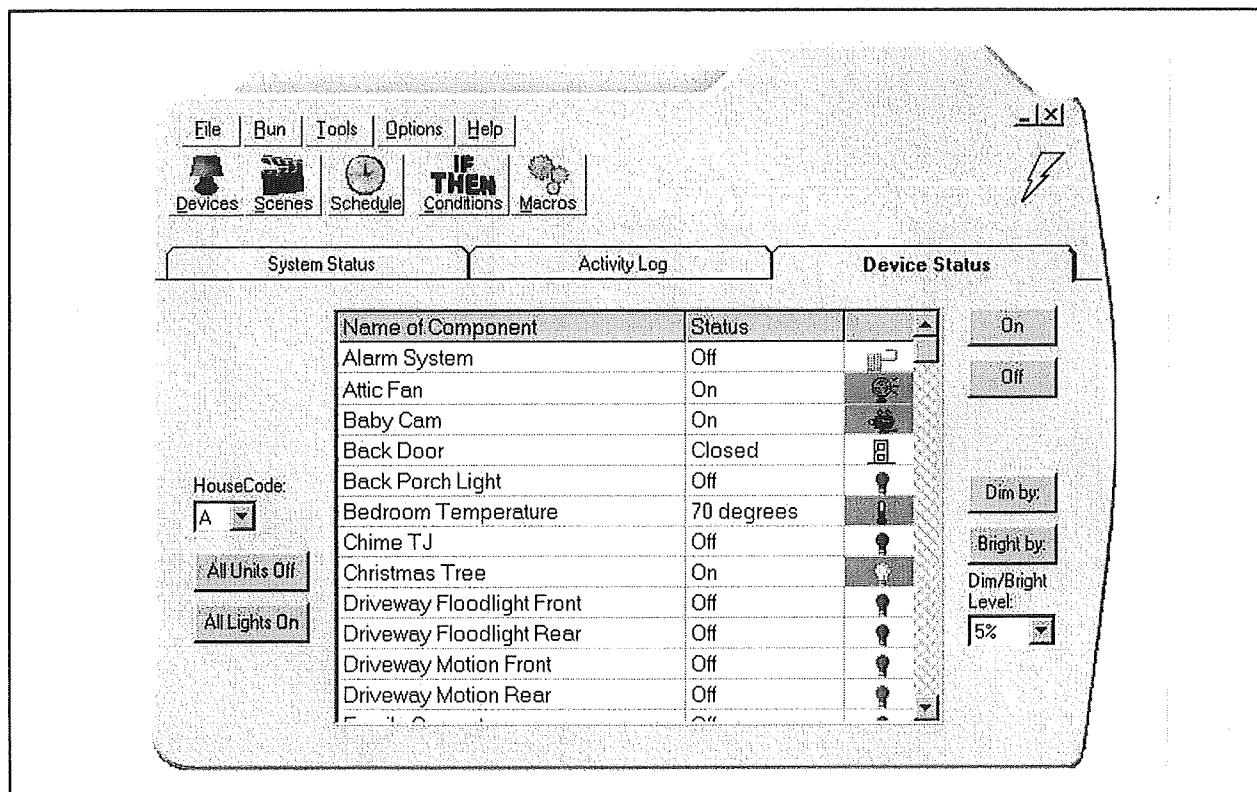 File Run Tools Options Help
IF
THEN
Devices Scenes Schedule Conditions Macros
System Status Activity Log Device Status
Name of Component Status
Alarm System Off
Attic Fan On
Baby Cam On
Back Door Closed
Back Porch Light Off
Bedroom Temperature 70 degrees
Chime TJ Off
Christmas Tree On
Driveway Floodlight Front Off
Driveway Floodlight Rear Off
Driveway Motion Front Off
Driveway Motion Rear Off
Off
HouseCode:
A
All Units Off
All Lights On
On
Off
Dim by:
Bright by:
Dim/Bright
Level:
5%